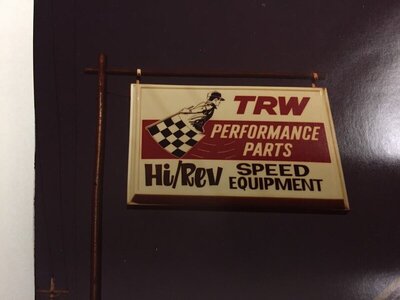 TRW
PERFORMANCE
PARTS
Hi/Rev SPEED
EQUIPMENT